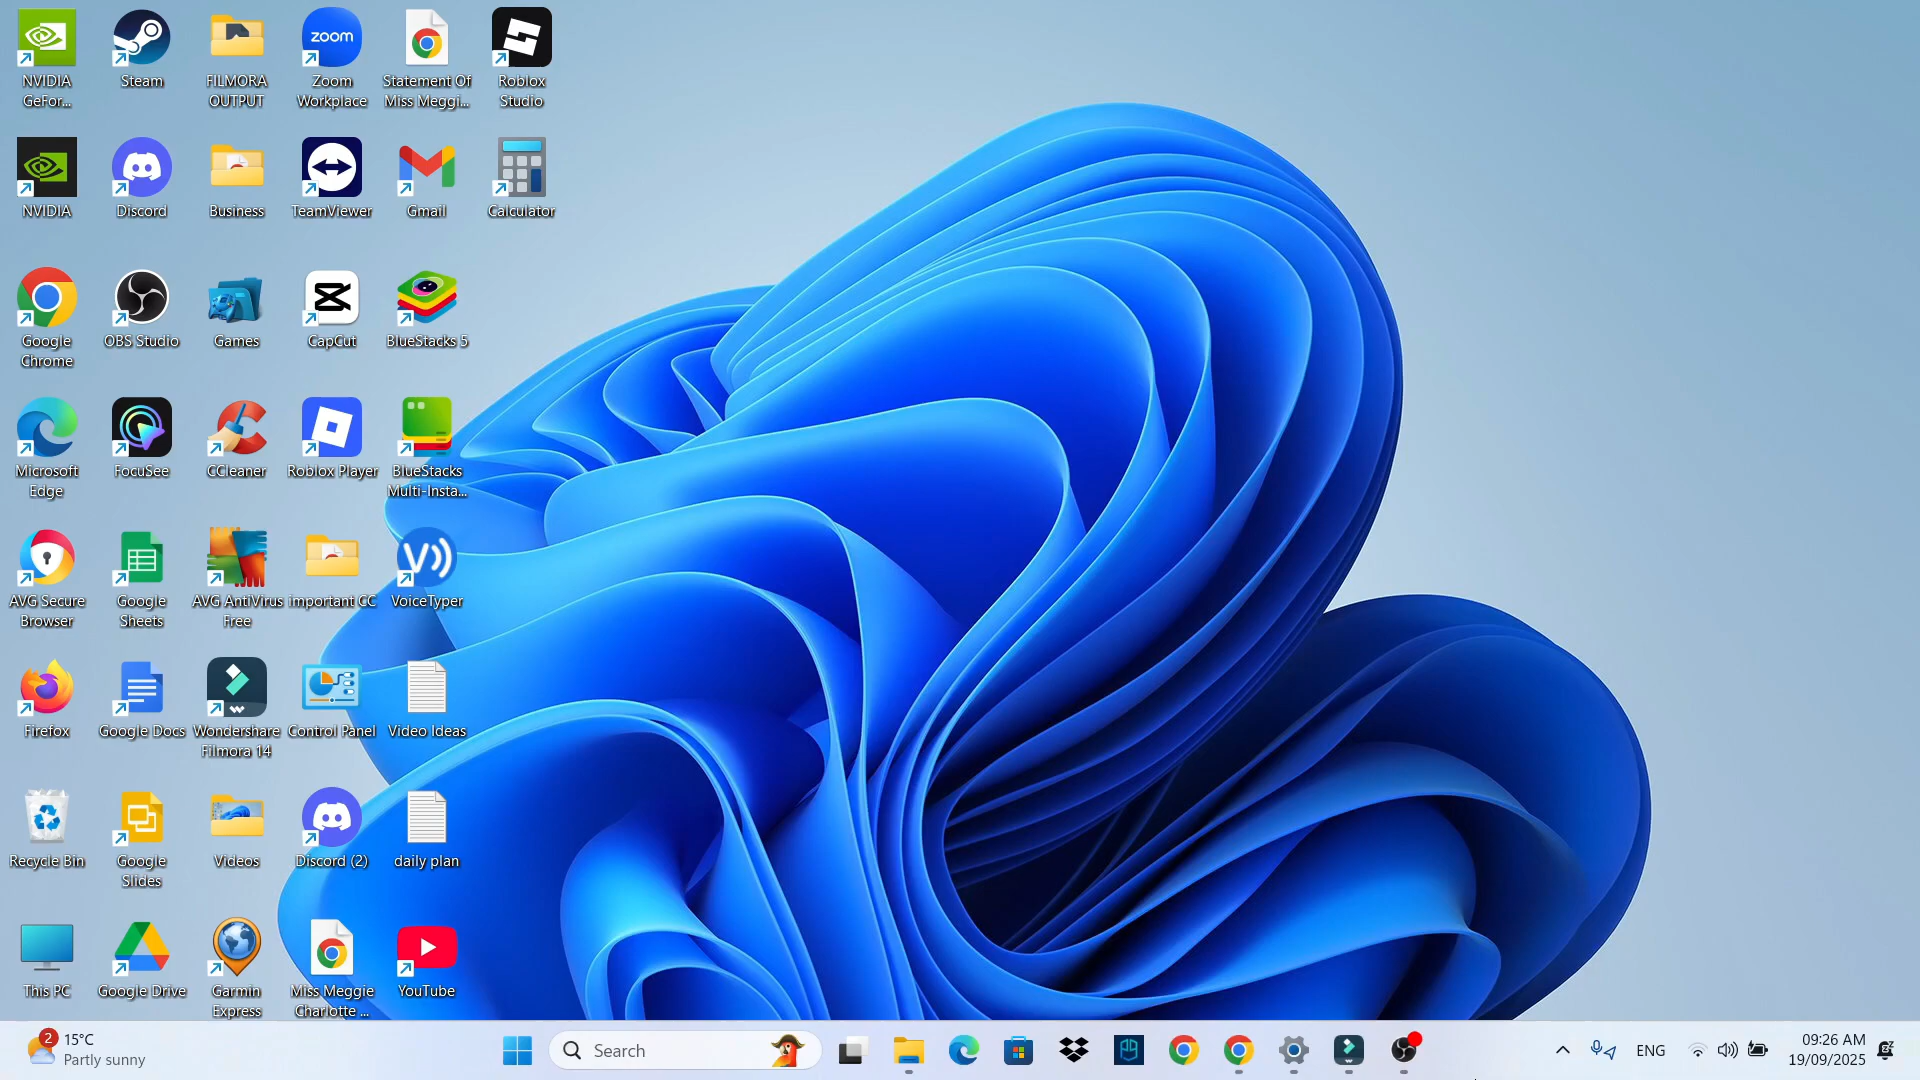 NVIDIA
GeFor...
Steam
FILMORA
OUTPUT
zoom
Zoom
Workplace
Statement Of
Miss Meggi...
Roblox
Studio
NVIDIA
Discord
Business
TeamViewer
Gmail
Calculator
Google
Chrome
OBS Studio
Games
CapCut
BlueStacks 5
Microsoft
Edge
FocuSee
CCleaner
Roblox Player
BlueStacks
Multi-Insta...
AVG Secure
Browser
Google
Sheets
AVG AntiVirus
Free
important CC
VoiceTyper
Firefox
Google Docs
Wondershare
Filmora 14
Control Panel
Video Ideas
Recycle Bin
Google
Slides
Videos
Discord (2)
daily plan
This PC
Google Drive
Garmin
Express
Miss Meggie
Charlotte ...
YouTube
2
15°C
Partly sunny
Search
ENG
09:26 AM
19/09/2025